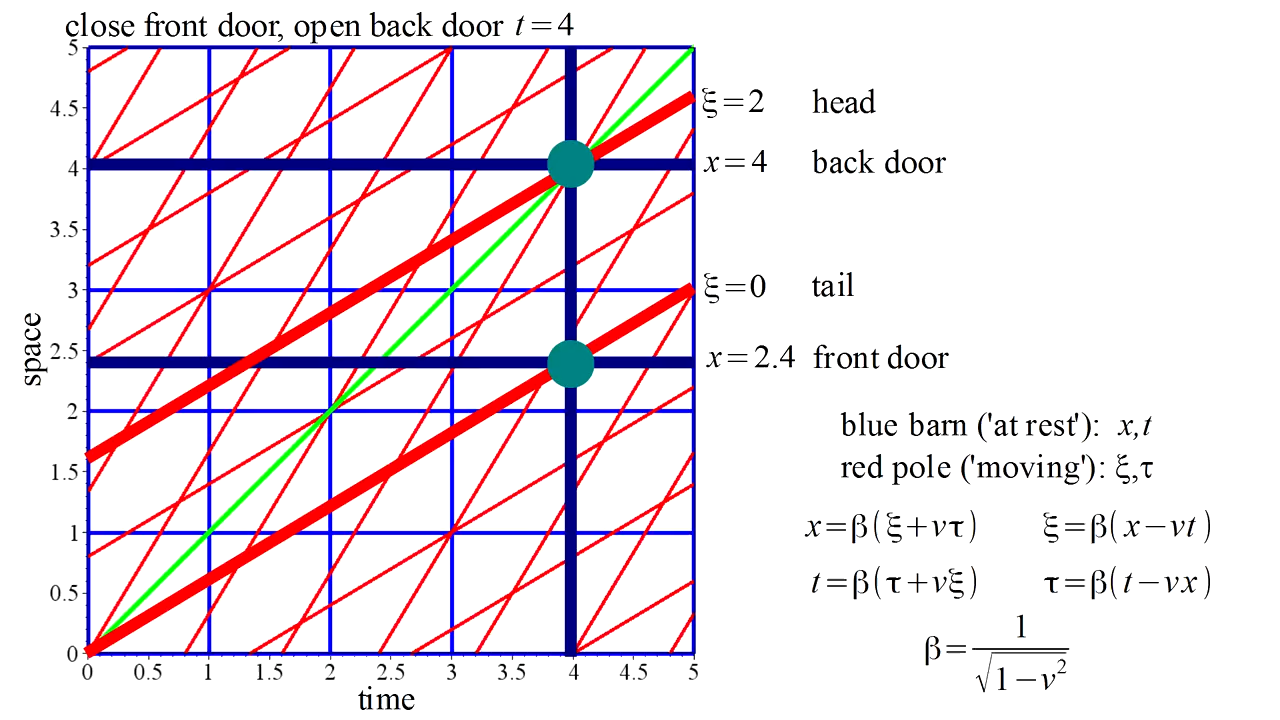 close front door, open back door t=4
5
4.5
4
3.5
3
2.5
2
1.5
1
0.5
0
space
0 0.5 1 1.5 2 2.5 3 3.5 4 4.5 5
time
ξ=2 head
x=4 back door
ξ=0 tail
x=2.4 front door
blue barn ('at rest'): x,t
red pole ('moving'): ξ,τ
x=β(ξ+vτ) ξ=β(x−vt)
t=β(τ+vξ) τ=β(t−vx)
β=1/√(1−v²)